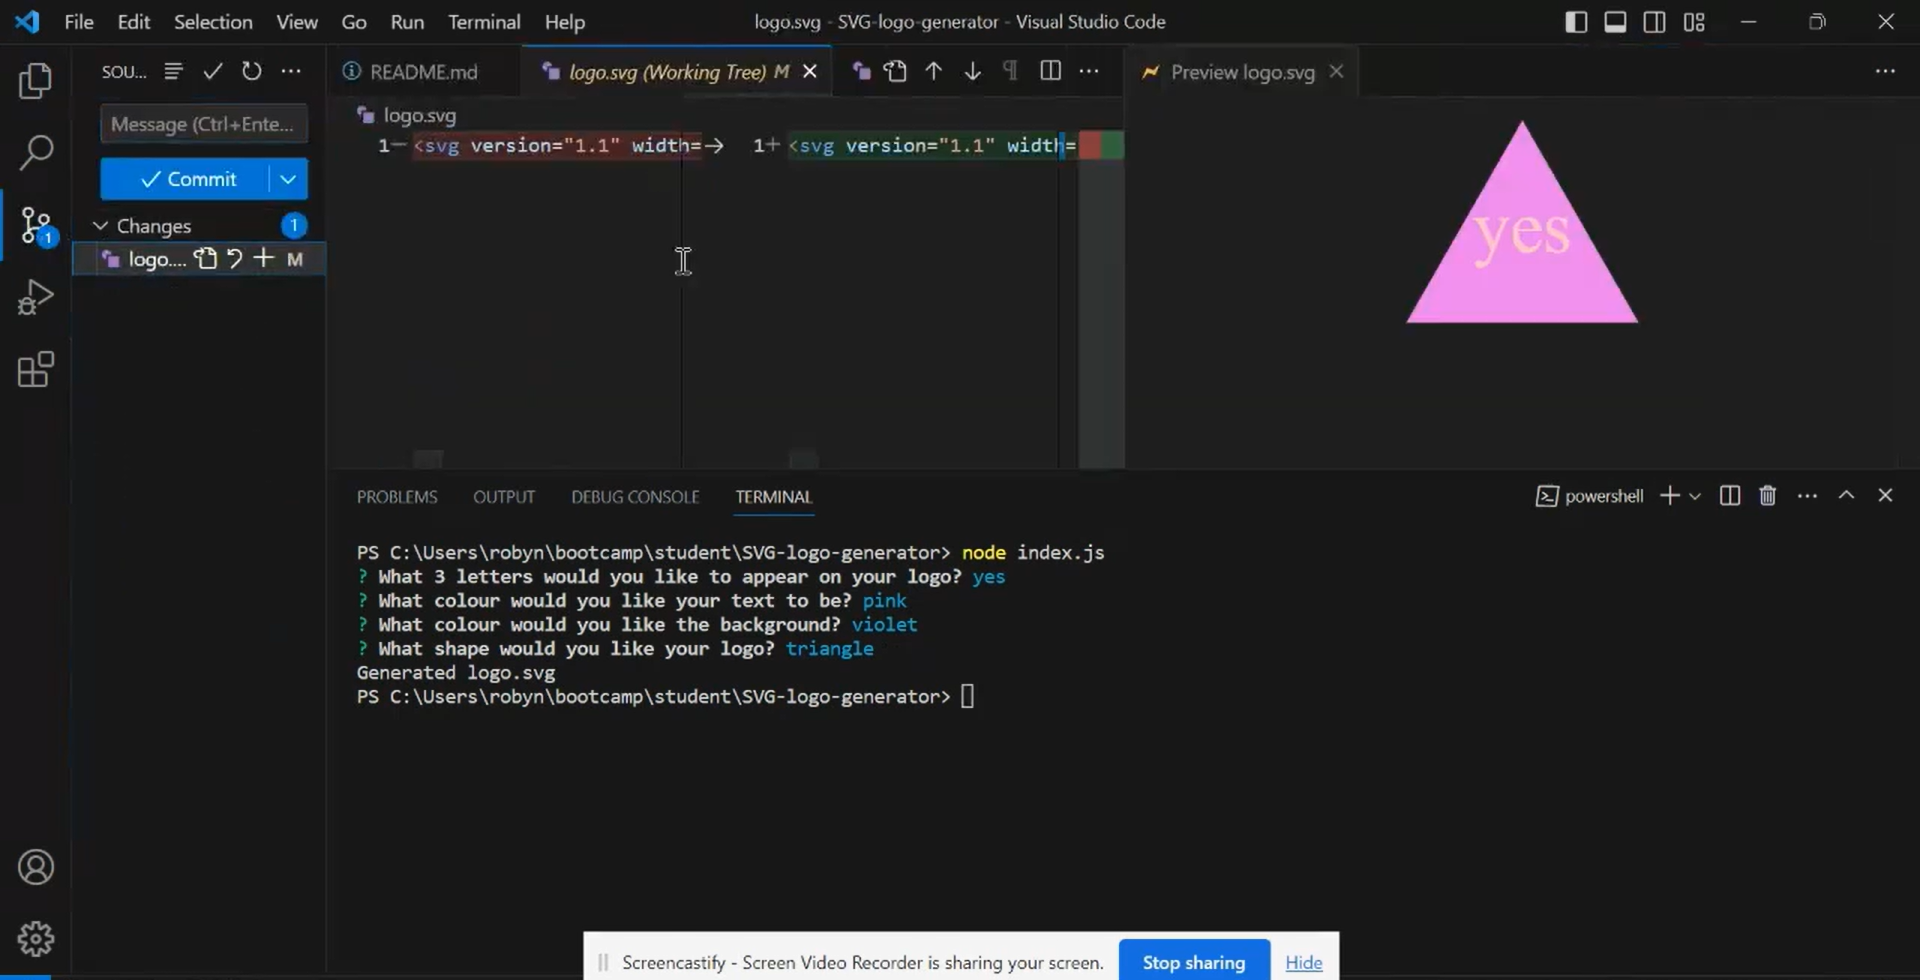 File Edit Selection View Go Run Terminal Help
logo.svg - SVG-logo-generator - Visual Studio Code
SOU...
README.md
logo.svg (Working Tree) M
Preview logo.svg
Message (Ctrl+Ente...
logo.svg
1− <svg version="1.1" width=
1+ <svg version="1.1" width=
Commit
Changes 1
1
logo.... M
yes
PROBLEMS OUTPUT DEBUG CONSOLE TERMINAL
powershell
PS C:\Users\robyn\bootcamp\student\SVG-logo-generator> node index.js
? What 3 letters would you like to appear on your logo? yes
? What colour would you like your text to be? pink
? What colour would you like the background? violet
? What shape would you like your logo? triangle
Generated logo.svg
PS C:\Users\robyn\bootcamp\student\SVG-logo-generator>
Screencastify - Screen Video Recorder is sharing your screen.
Stop sharing
Hide